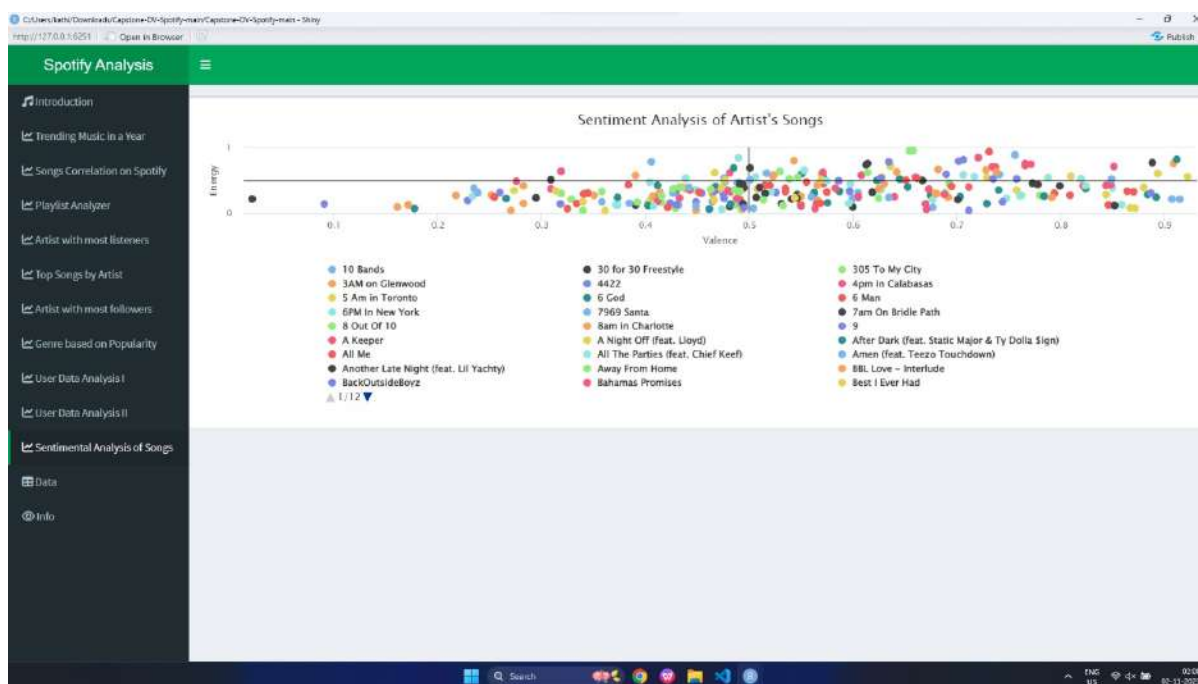 C:/Users/kathi/Downloads/Capstone-DV-Spotify-main/Capstone-DV-Spotify-main - Shiny
http://127.0.0.1:6251 Open in Browser Publish
Spotify Analysis
Introduction
Trending Music in a Year
Songs Correlation on Spotify
Playlist Analyzer
Artist with most listeners
Top Songs by Artist
Artist with most followers
Genre based on Popularity
User Data Analysis I
User Data Analysis II
Sentimental Analysis of Songs
Data
Info
Sentiment Analysis of Artist's Songs
Energy
1
0
0.1 0.2 0.3 0.4 0.5 0.6 0.7 0.8 0.9
Valence
10 Bands 30 for 30 Freestyle 305 To My City
3AM on Glenwood 4422 4pm in Calabasas
5 Am in Toronto 6 God 6 Man
6PM In New York 7969 Santa 7am On Bridle Path
8 Out Of 10 8am in Charlotte 9
A Keeper A Night Off (feat. Lloyd) After Dark (feat. Static Major & Ty Dolla $ign)
All Me All The Parties (feat. Chief Keef) Amen (feat. Teezo Touchdown)
Another Late Night (feat. Lil Yachty) Away From Home BBL Love - Interlude
BackOutsideBoyz Bahamas Promises Best I Ever Had
1/12
Search
ENG
US